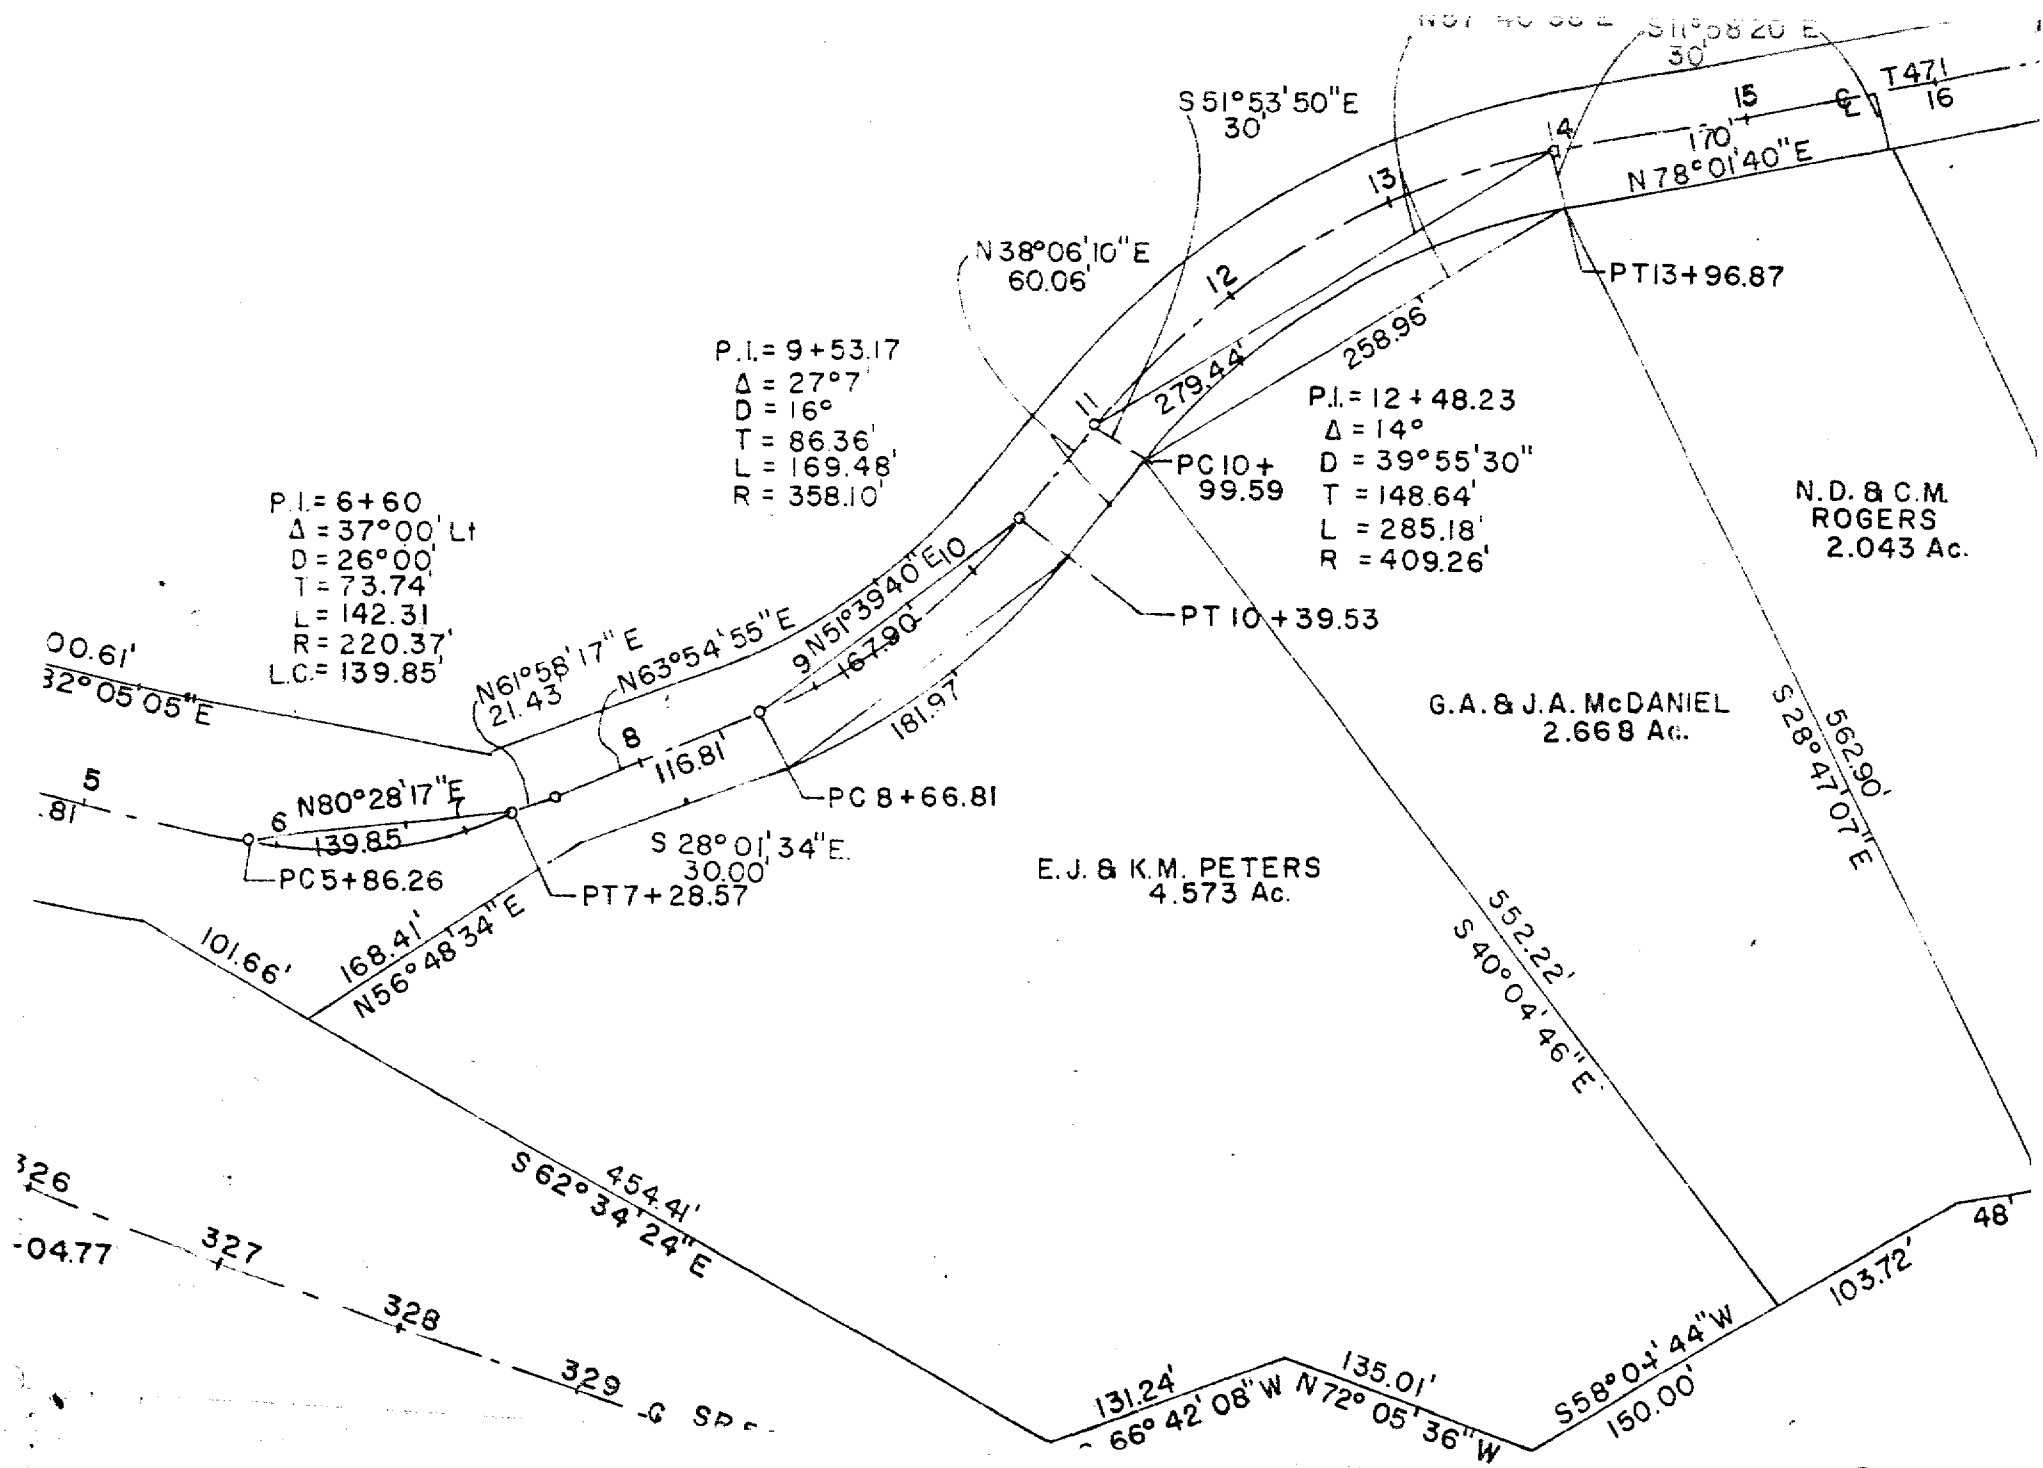 S11°58'20"E
30'
S51°53'50"E
30'
14
15
T471
16
℄
170'
N78°01'40"E
13
N38°06'10"E
60.06'
12
PT13+96.87
258.96'
279.44'
11
P.I.= 9+53.17
Δ = 27°7'
D = 16°
T = 86.36'
L = 169.48'
R = 358.10'
P.I.= 12+48.23
Δ = 14°
D = 39°55'30"
T = 148.64'
L = 285.18'
R = 409.26'
PC10+
99.59
N.D. & C.M.
ROGERS
2.043 Ac.
P.I.= 6+60
Δ = 37°00' Lt
D = 26°00'
T = 73.74'
L = 142.31
R = 220.37'
L.C.= 139.85'
10
N51°39'40"E
167.90'
9
PT 10+39.53
00.61'
32°05'05"E
N61°58'17"E
21.43'
N63°54'55"E
8
116.81'
181.97'
G.A. & J.A. McDANIEL
2.668 Ac.
562.90'
S28°47'07"E
5
.81'
6
N80°28'17"E
7
139.85'
PC5+86.26
PC 8+66.81
S 28°01'34"E.
30.00'
PT7+28.57
E.J. & K.M. PETERS
4.573 Ac.
101.66'
168.41'
N56°48'34"E
552.22'
S40°04'46"E
454.41'
S62°34'24"E
326
-04.77
327
328
329
48'
103.72'
S58°04'44"W
150.00'
131.24'
66°42'08"W
135.01'
N72°05'36"W